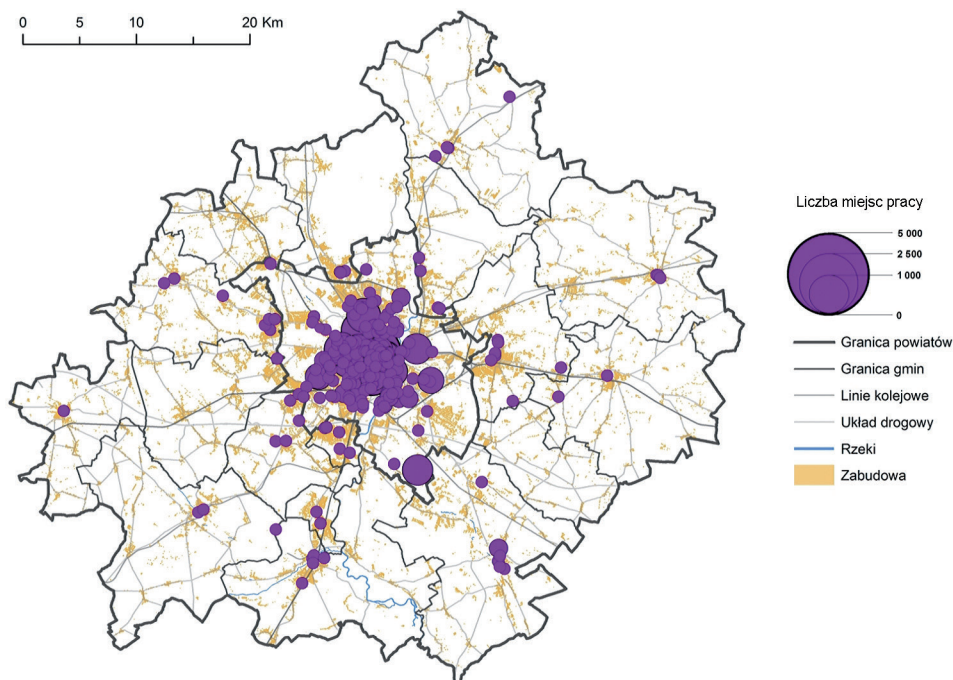 0 5 10 20 Km
Liczba miejsc pracy
5 000
2 500
1 000
0
Granica powiatów
Granica gmin
Linie kolejowe
Układ drogowy
Rzeki
Zabudowa